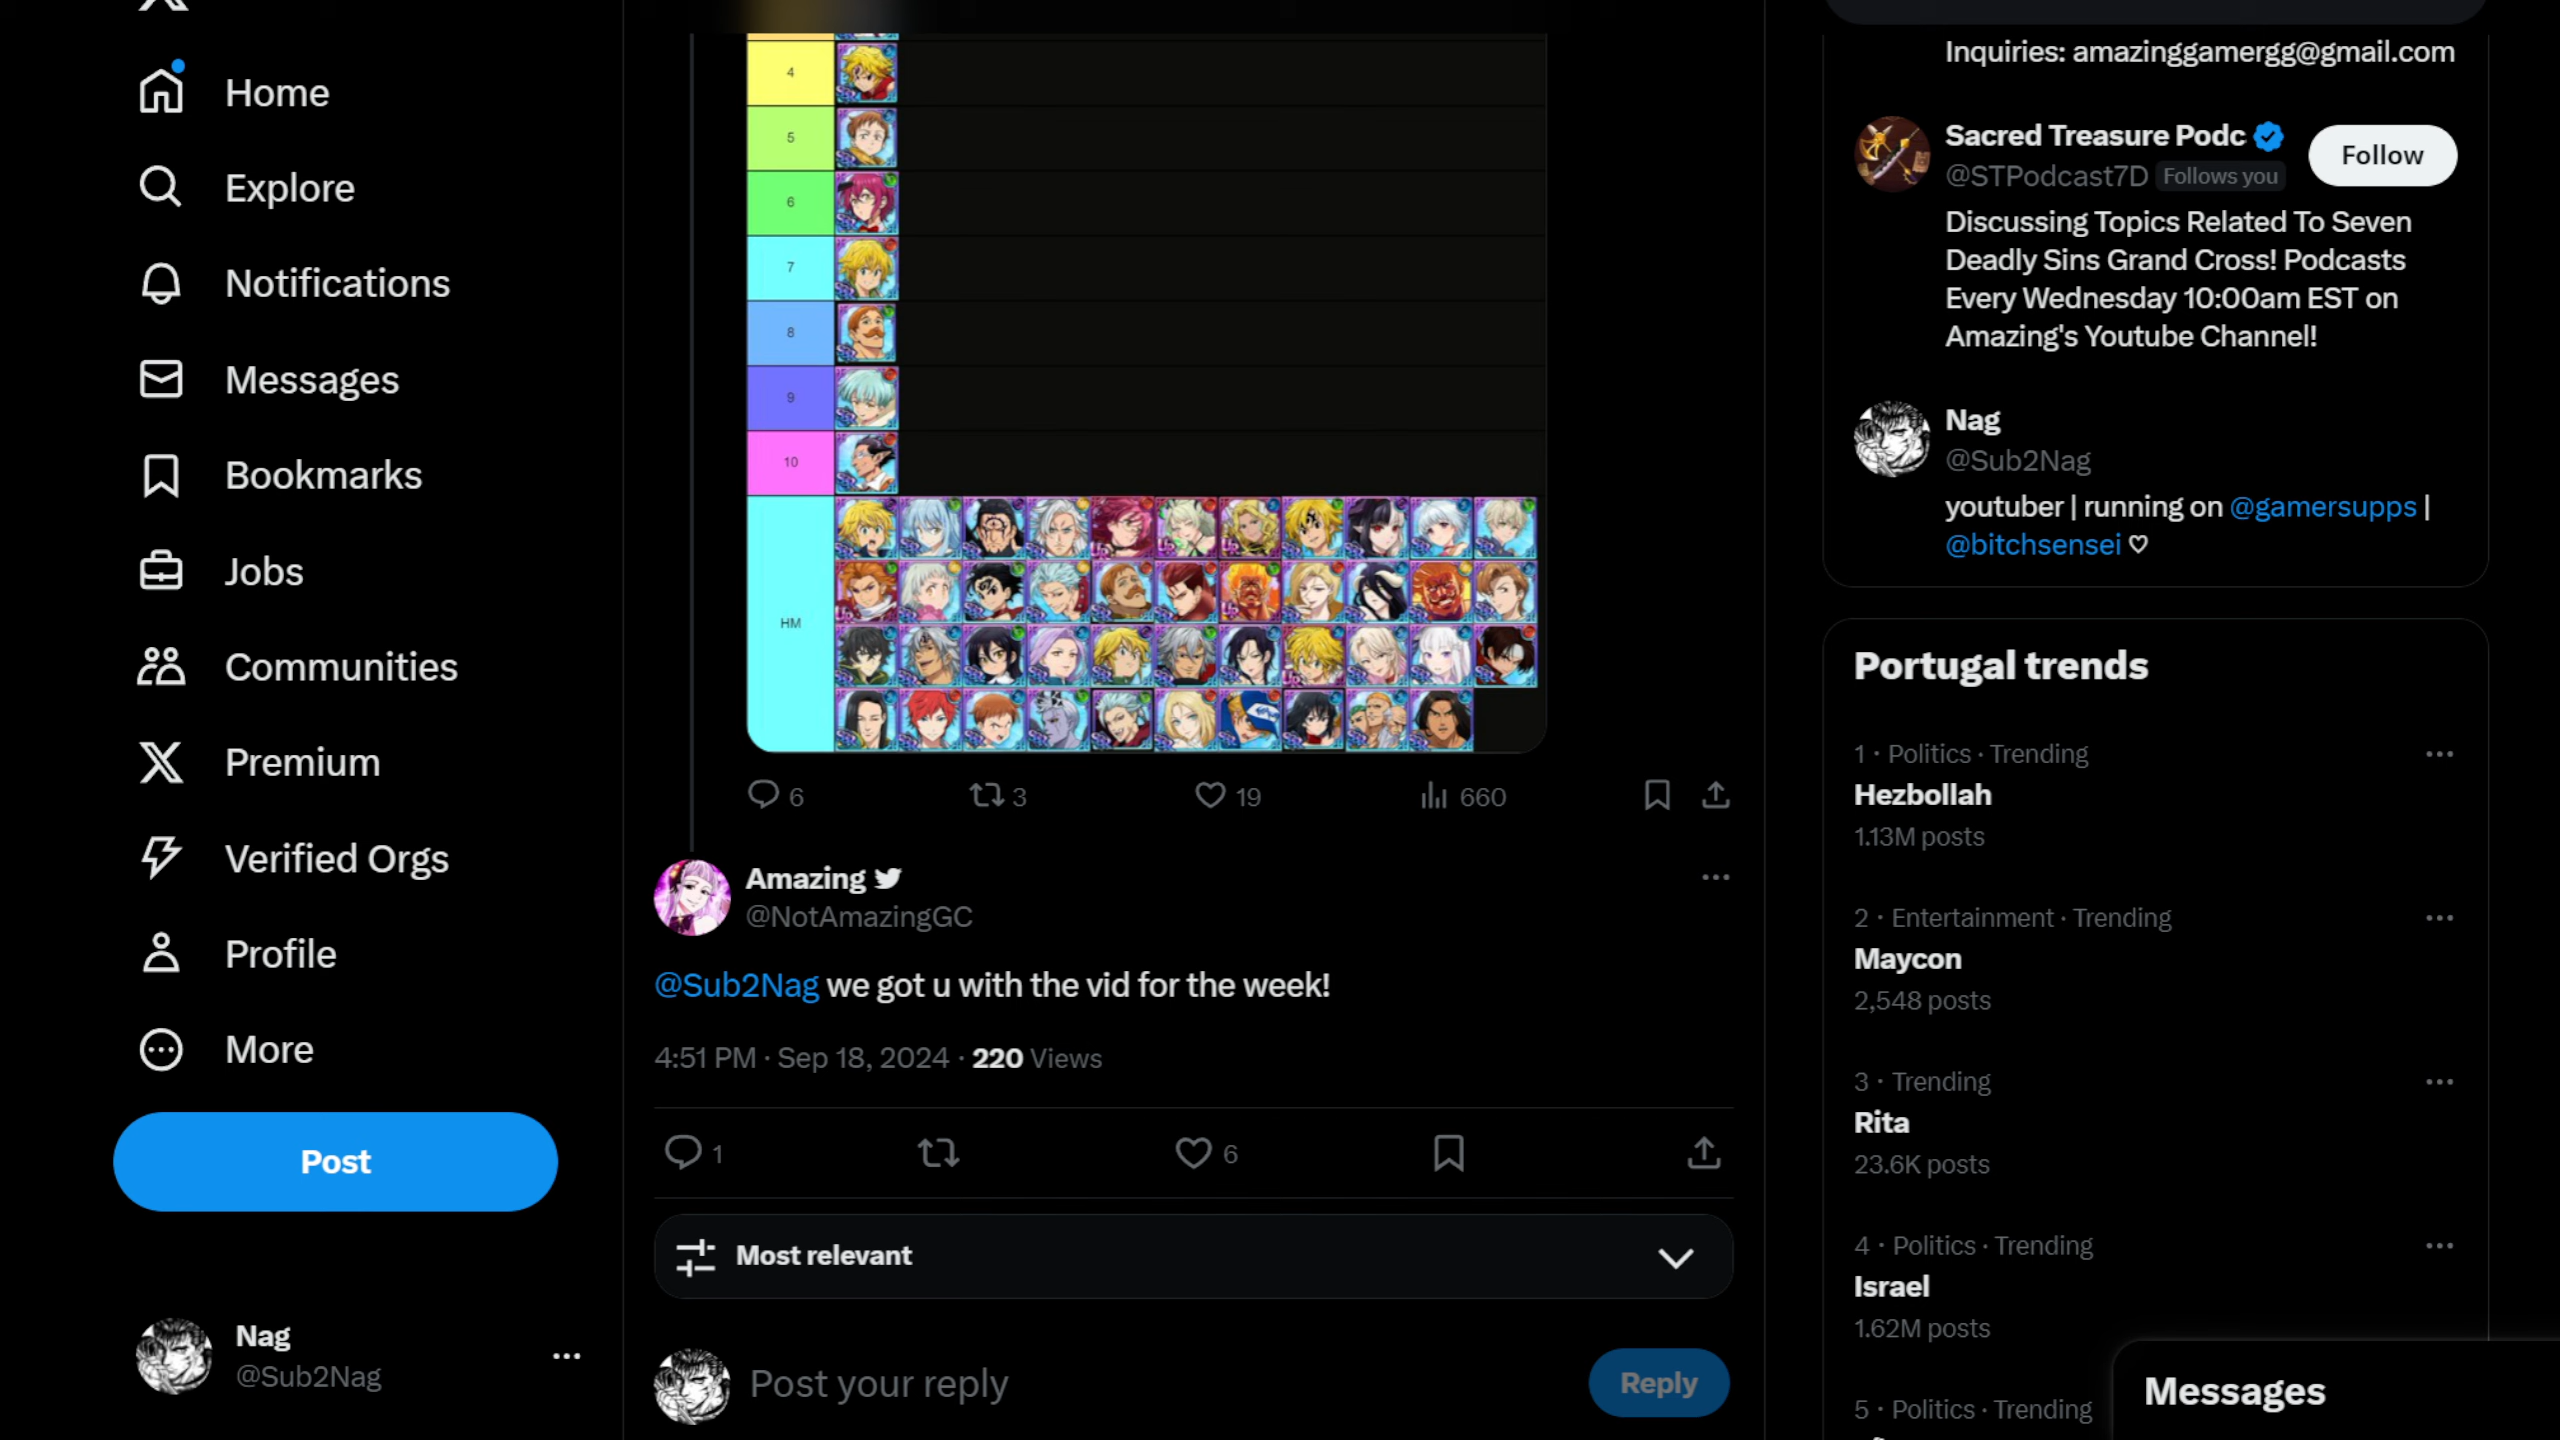 Home
Explore
Notifications
Messages
Bookmarks
Jobs
Communities
Premium
Verified Orgs
Profile
More
Post
Nag
@Sub2Nag
4
5
6
7
8
9
10
HM
6
3
19
660
Amazing
@NotAmazingGC
@Sub2Nag we got u with the vid for the week!
4:51 PM · Sep 18, 2024 · 220 Views
1
6
Most relevant
Post your reply
Reply
Inquiries: amazinggamergg@gmail.com
Sacred Treasure Podc
@STPodcast7D Follows you
Follow
Discussing Topics Related To Seven
Deadly Sins Grand Cross! Podcasts
Every Wednesday 10:00am EST on
Amazing's Youtube Channel!
Nag
@Sub2Nag
youtuber | running on @gamersupps |
@bitchsensei ♡
Portugal trends
1 · Politics · Trending
Hezbollah
1.13M posts
2 · Entertainment · Trending
Maycon
2,548 posts
3 · Trending
Rita
23.6K posts
4 · Politics · Trending
Israel
1.62M posts
5 · Politics · Trending
Messages